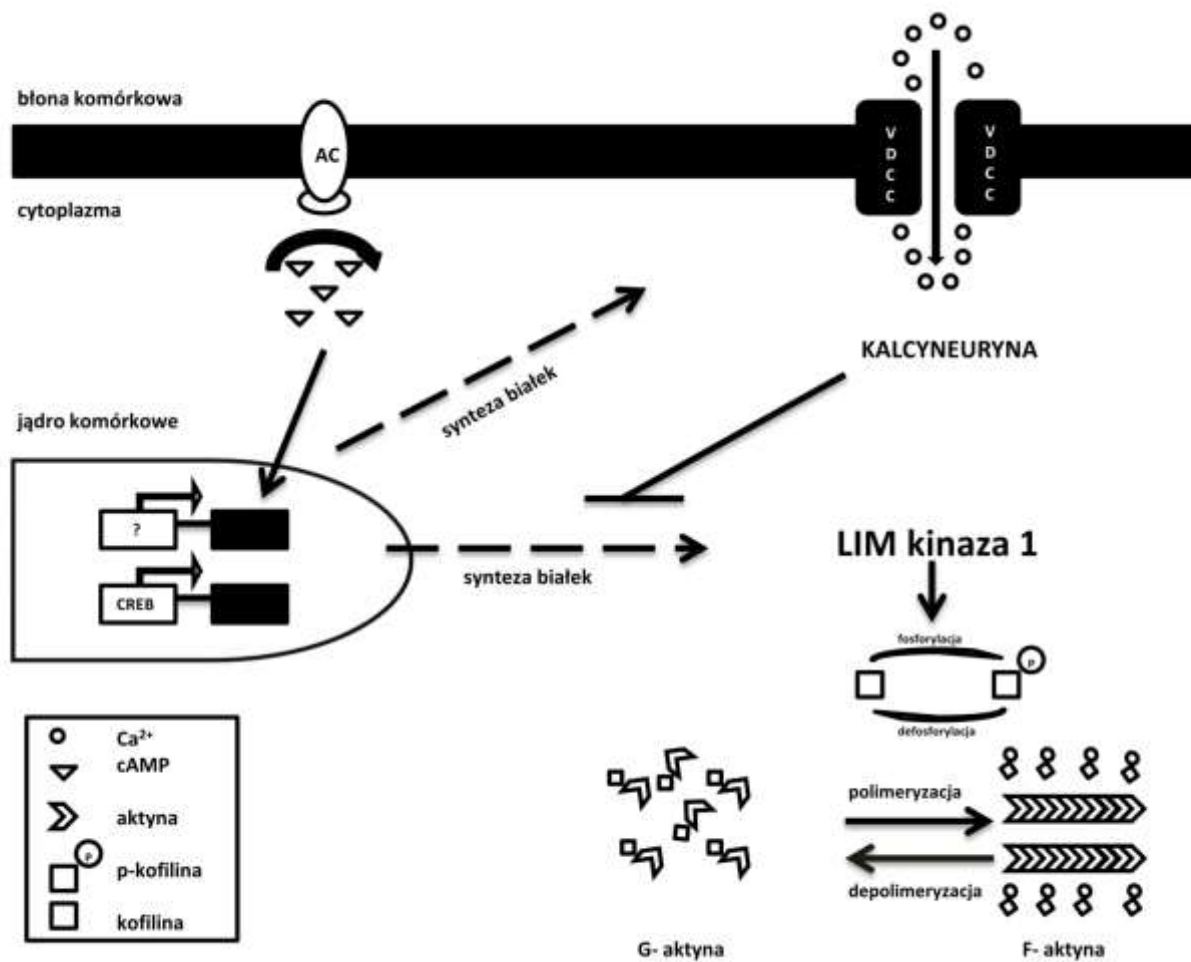 błona komórkowa
AC
V
D
C
C
V
D
C
C
cytoplazma
KALCYNEURYNA
synteza białek
jądro komórkowe
?
CREB
synteza białek
LIM kinaza 1
fosforylacja
P
defosforylacja
Ca²⁺
cAMP
aktyna
P
p-kofilina
kofilina
polimeryzacja
depolimeryzacja
G- aktyna
F- aktyna